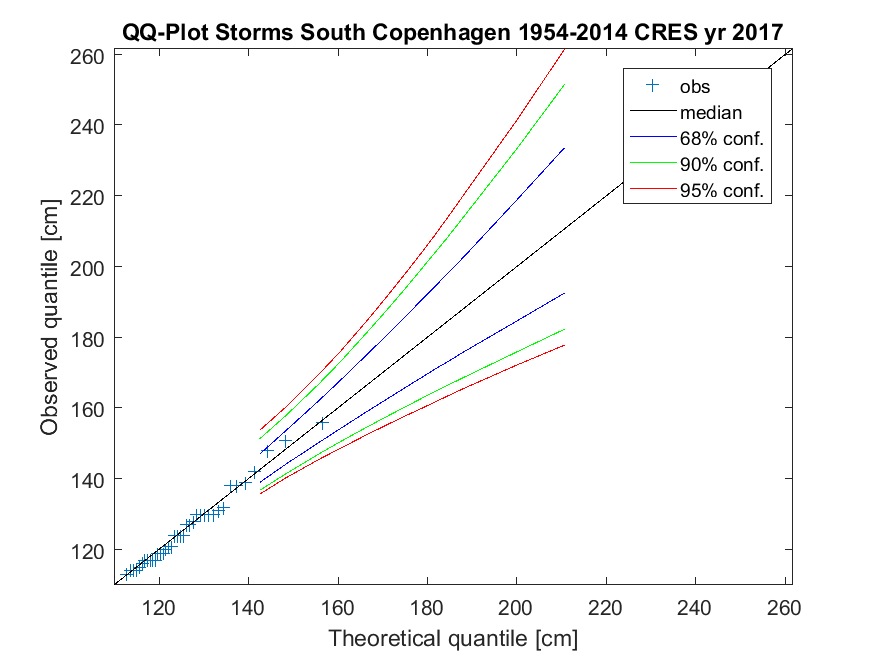 QQ-Plot Storms South Copenhagen 1954-2014 CRES yr 2017
260
240
220
200
180
160
140
120
Observed quantile [cm]
obs
median
68% conf.
90% conf.
95% conf.
120 140 160 180 200 220 240 260
Theoretical quantile [cm]